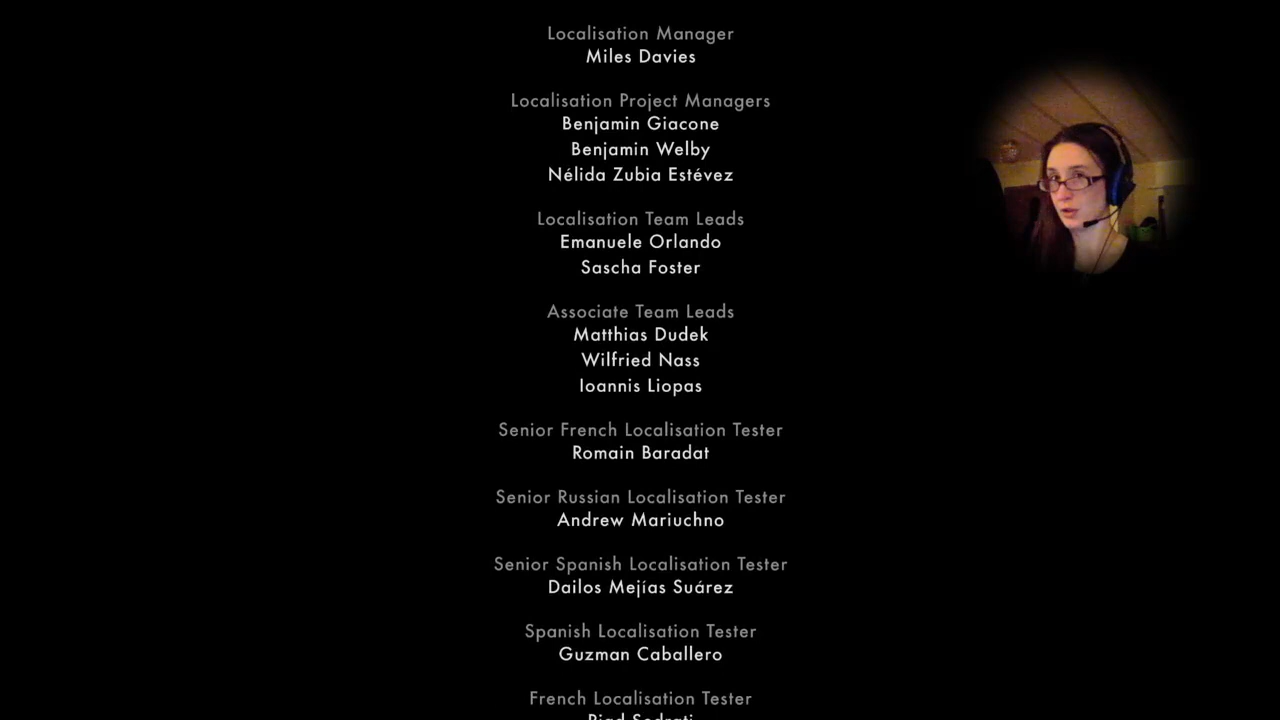 Localisation Manager
Miles Davies
Localisation Project Managers
Benjamin Giacone
Benjamin Welby
Nélida Zubia Estévez
Localisation Team Leads
Emanuele Orlando
Sascha Foster
Associate Team Leads
Matthias Dudek
Wilfried Nass
Ioannis Liopas
Senior French Localisation Tester
Romain Baradat
Senior Russian Localisation Tester
Andrew Mariuchno
Senior Spanish Localisation Tester
Dailos Mejías Suárez
Spanish Localisation Tester
Guzman Caballero
French Localisation Tester